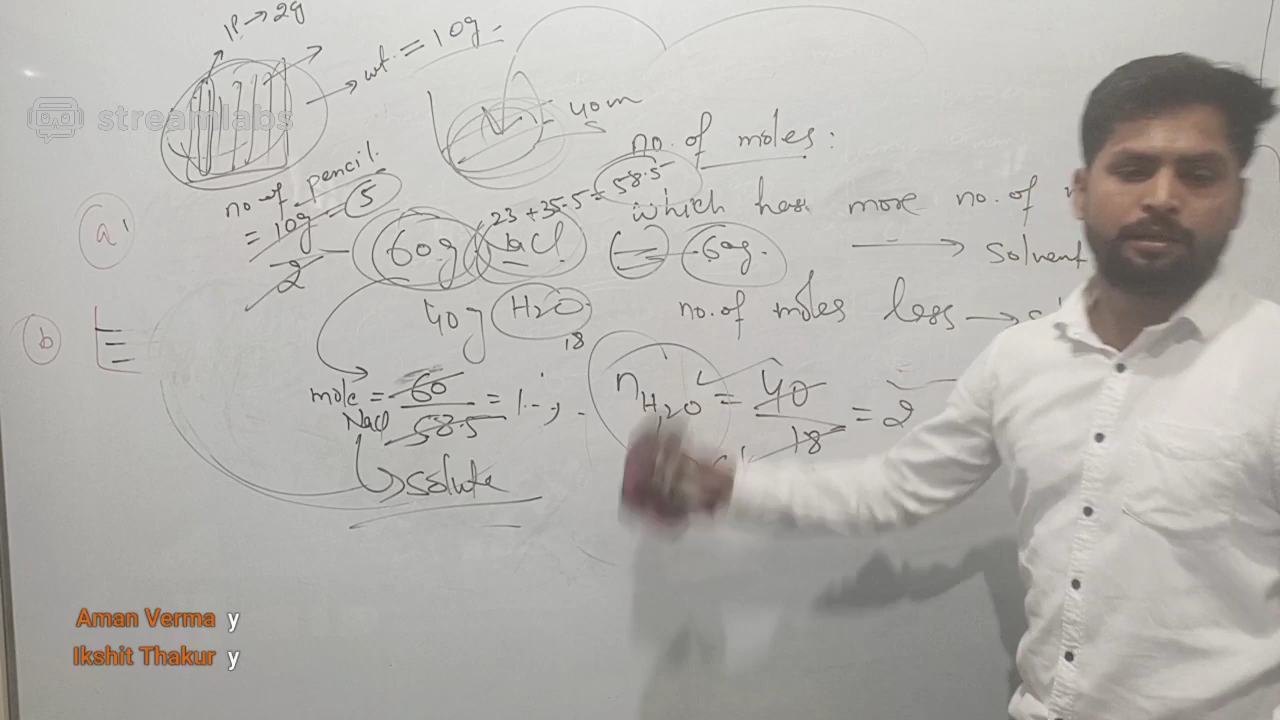 1P → 2g
wt. = 10g
streamlabs
40m
no. of moles:
no of pencil.
= 10g = 5
2
23 + 35.5 = 58.5
which has more no. of
a
60g NaCl
60g.
→ solvent
40g H2O
18
no. of moles less →
b
mole NaCl = 60 / 58.5 = 1.
nH2O = 40 / 18 = 2
solute
Aman Verma y
Ikshit Thakur y